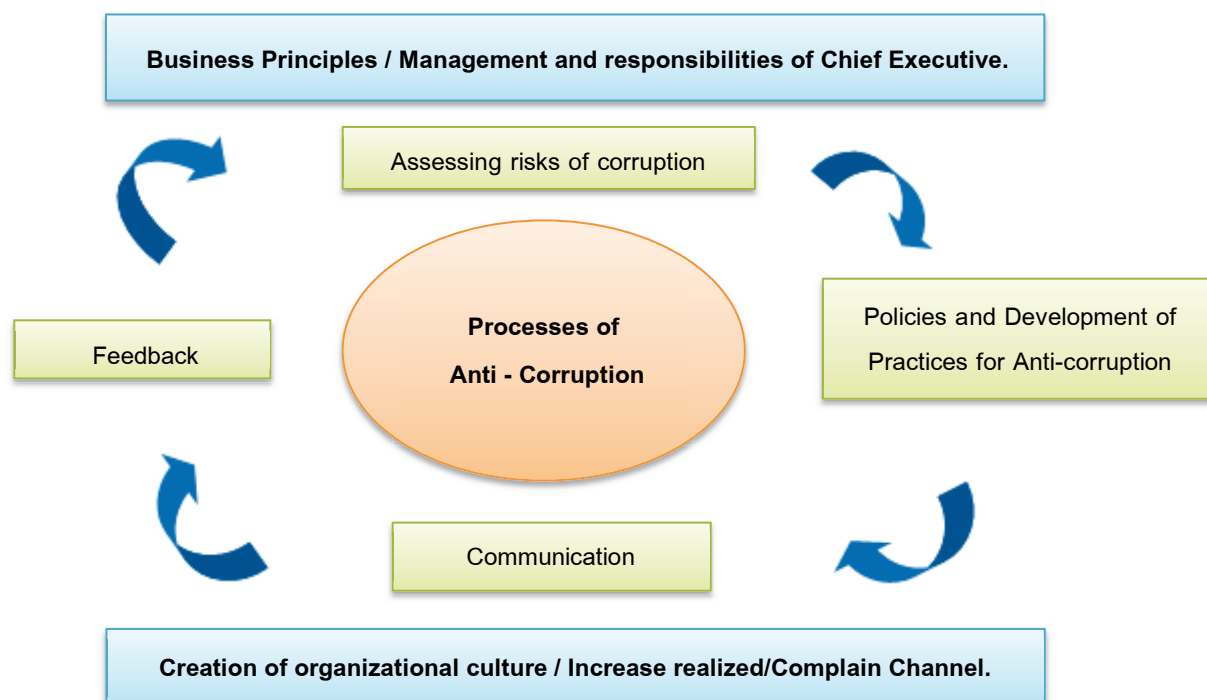 Business Principles / Management and responsibilities of Chief Executive.
Assessing risks of corruption
Processes of
Anti - Corruption
Feedback
Policies and Development of
Practices for Anti-corruption
Communication
Creation of organizational culture / Increase realized/Complain Channel.